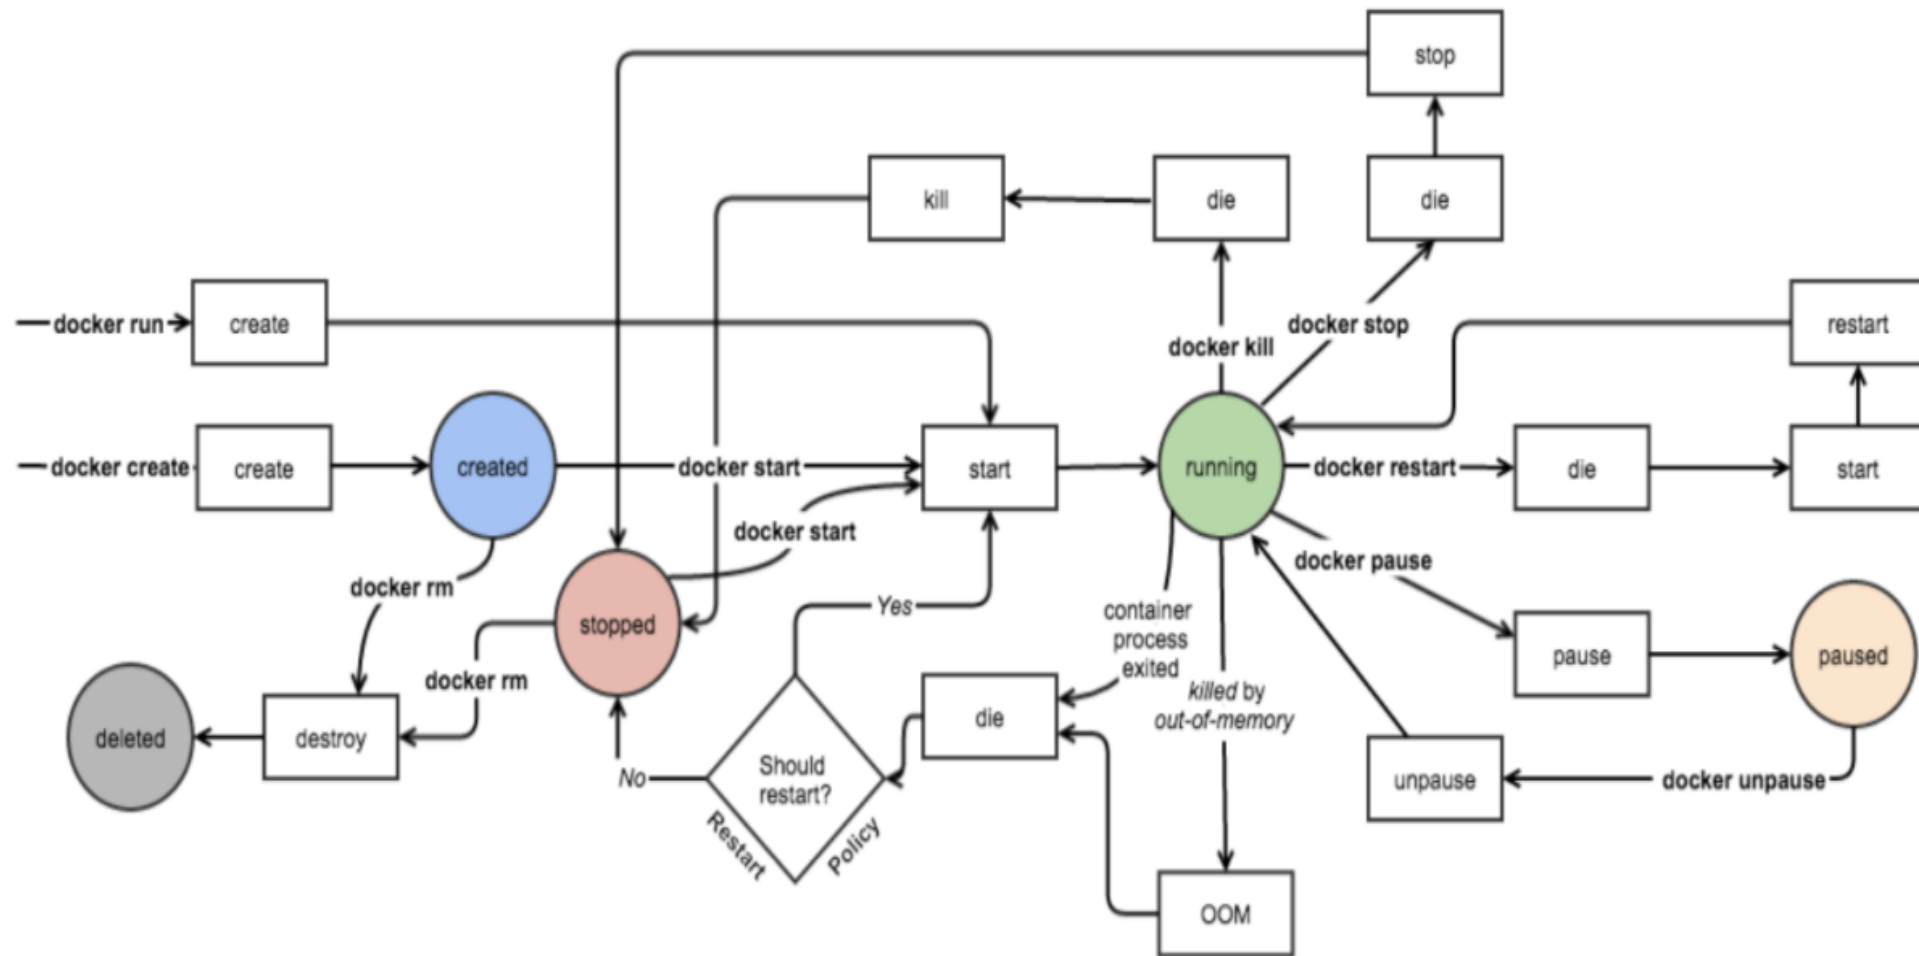 stop
kill
die
die
docker run
create
docker kill
docker stop
restart
docker create
create
created
docker start
start
running
docker restart
die
start
docker start
docker rm
stopped
Yes
docker pause
container
process
exited
pause
paused
docker rm
killed by
out-of-memory
deleted
destroy
die
No
Should
restart?
Restart
Policy
unpause
docker unpause
OOM